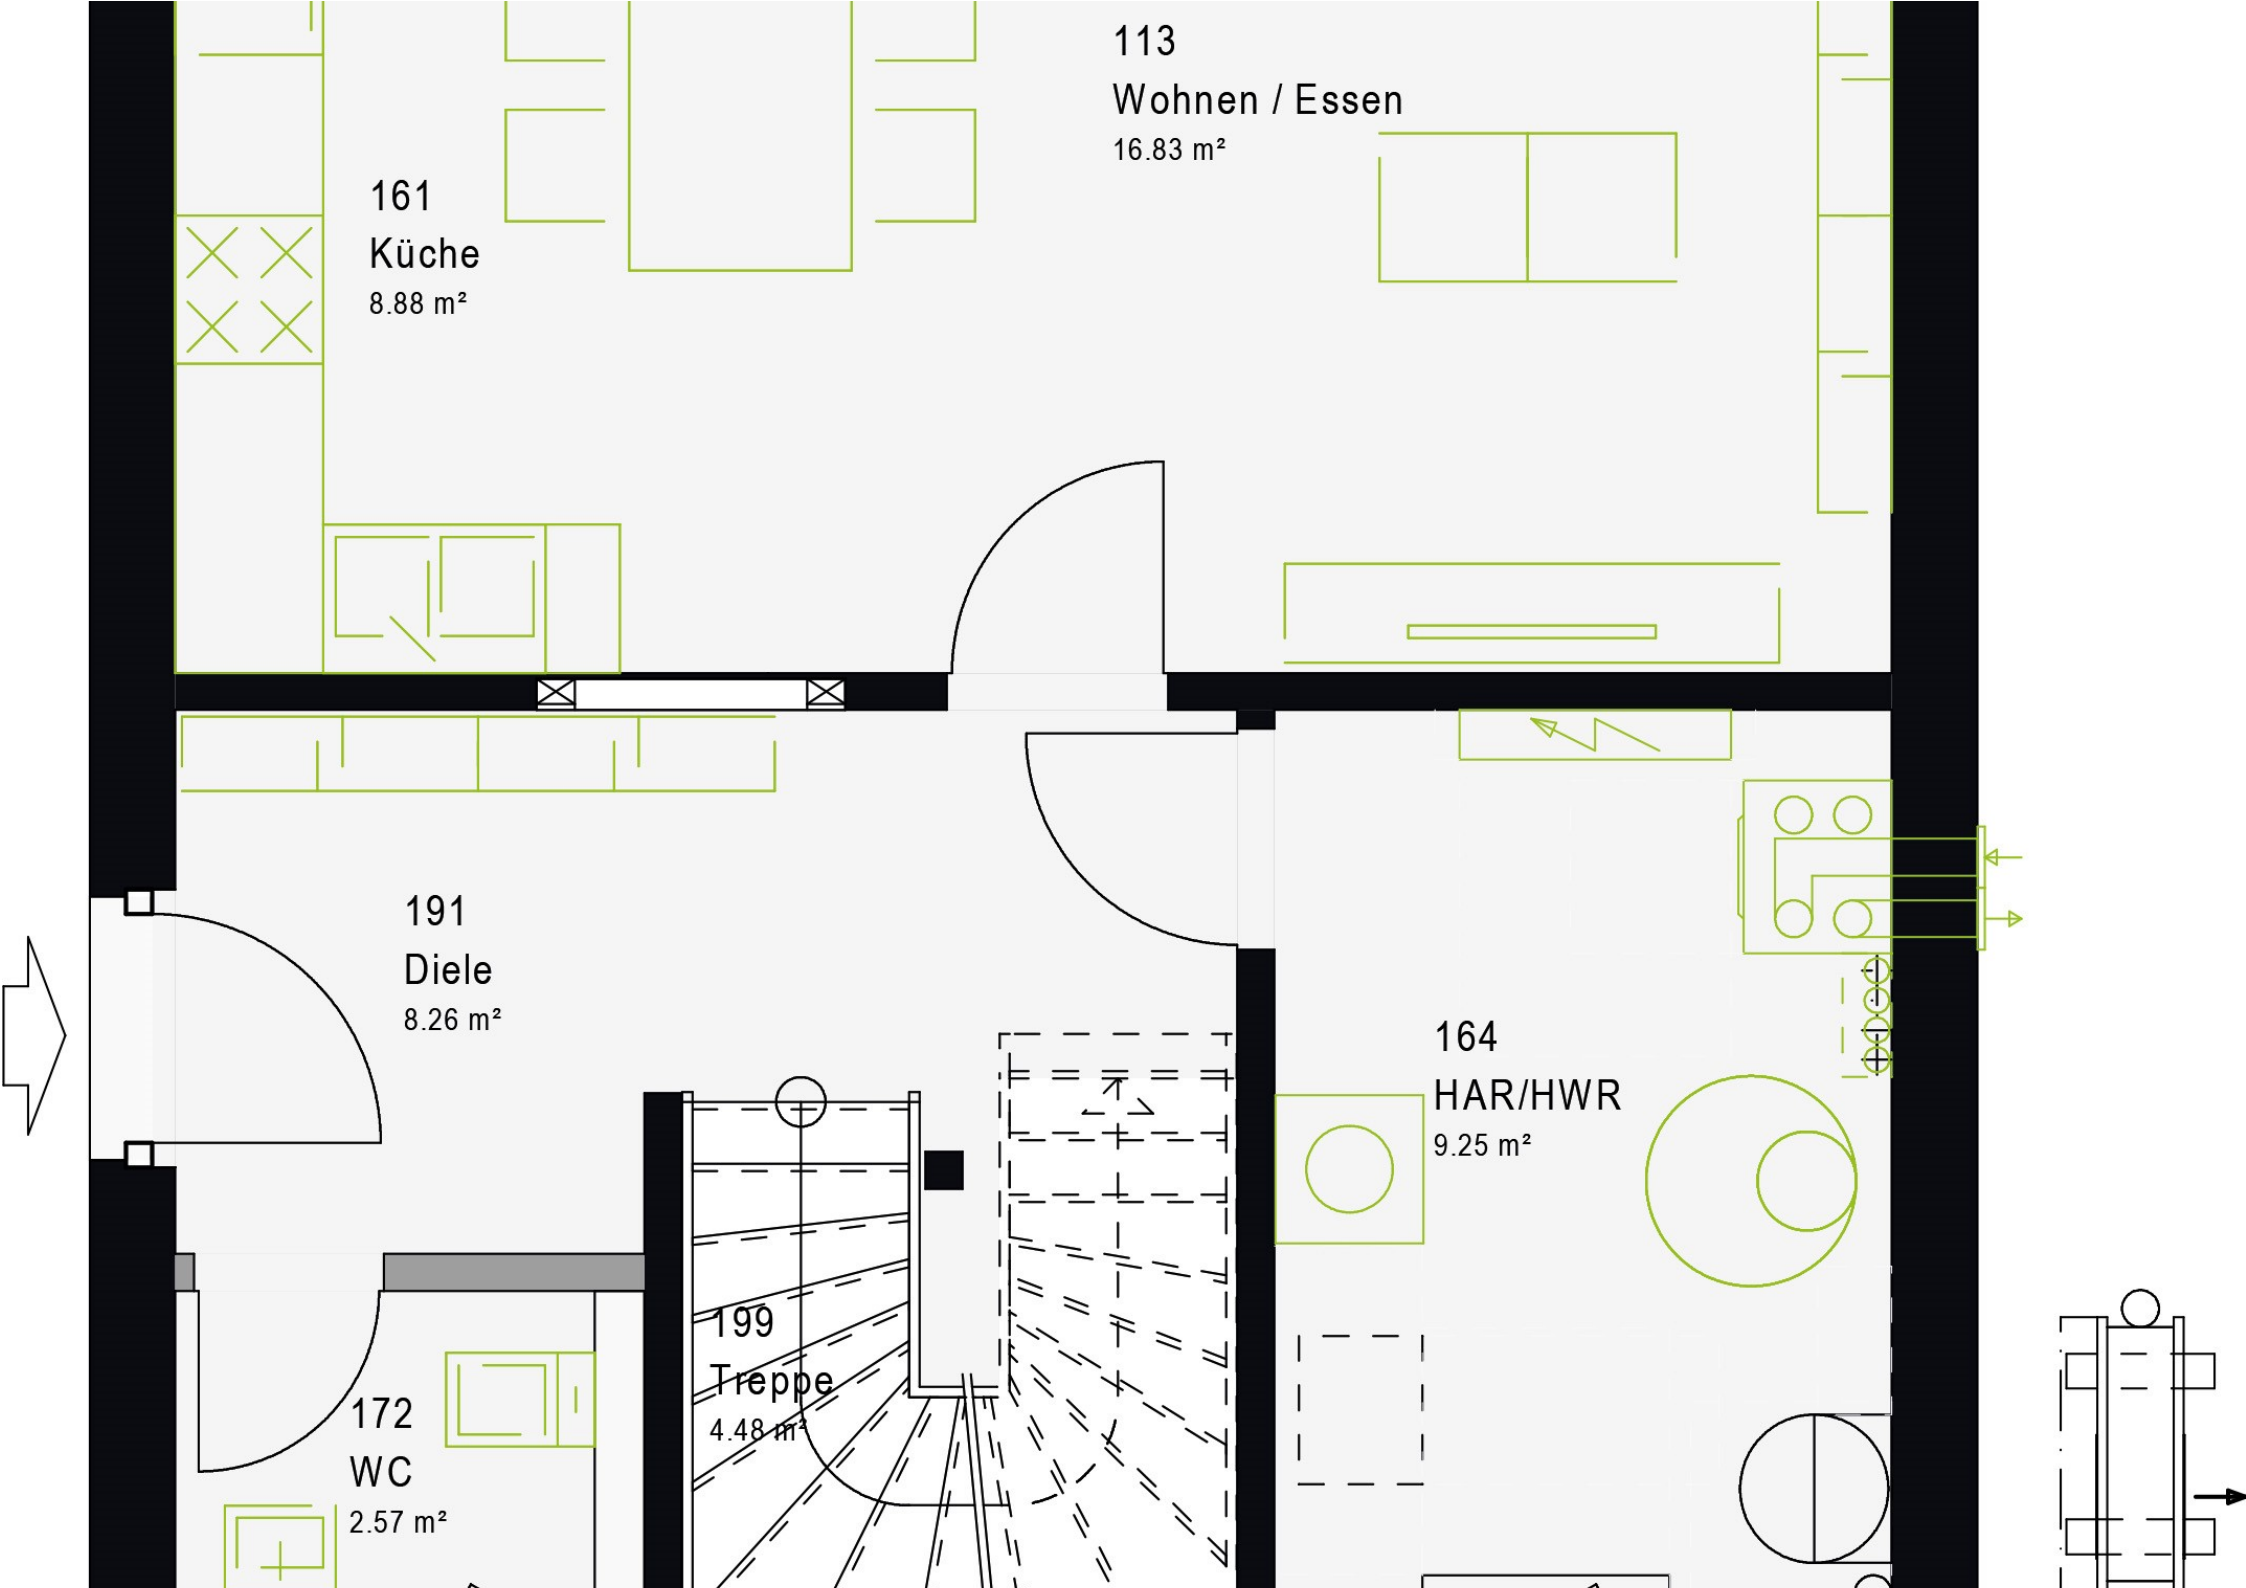 113
Wohnen / Essen
16.83 m²
161
Küche
8.88 m²
191
Diele
8.26 m²
164
HAR/HWR
9.25 m²
199
Treppe
4.48 m²
172
WC
2.57 m²